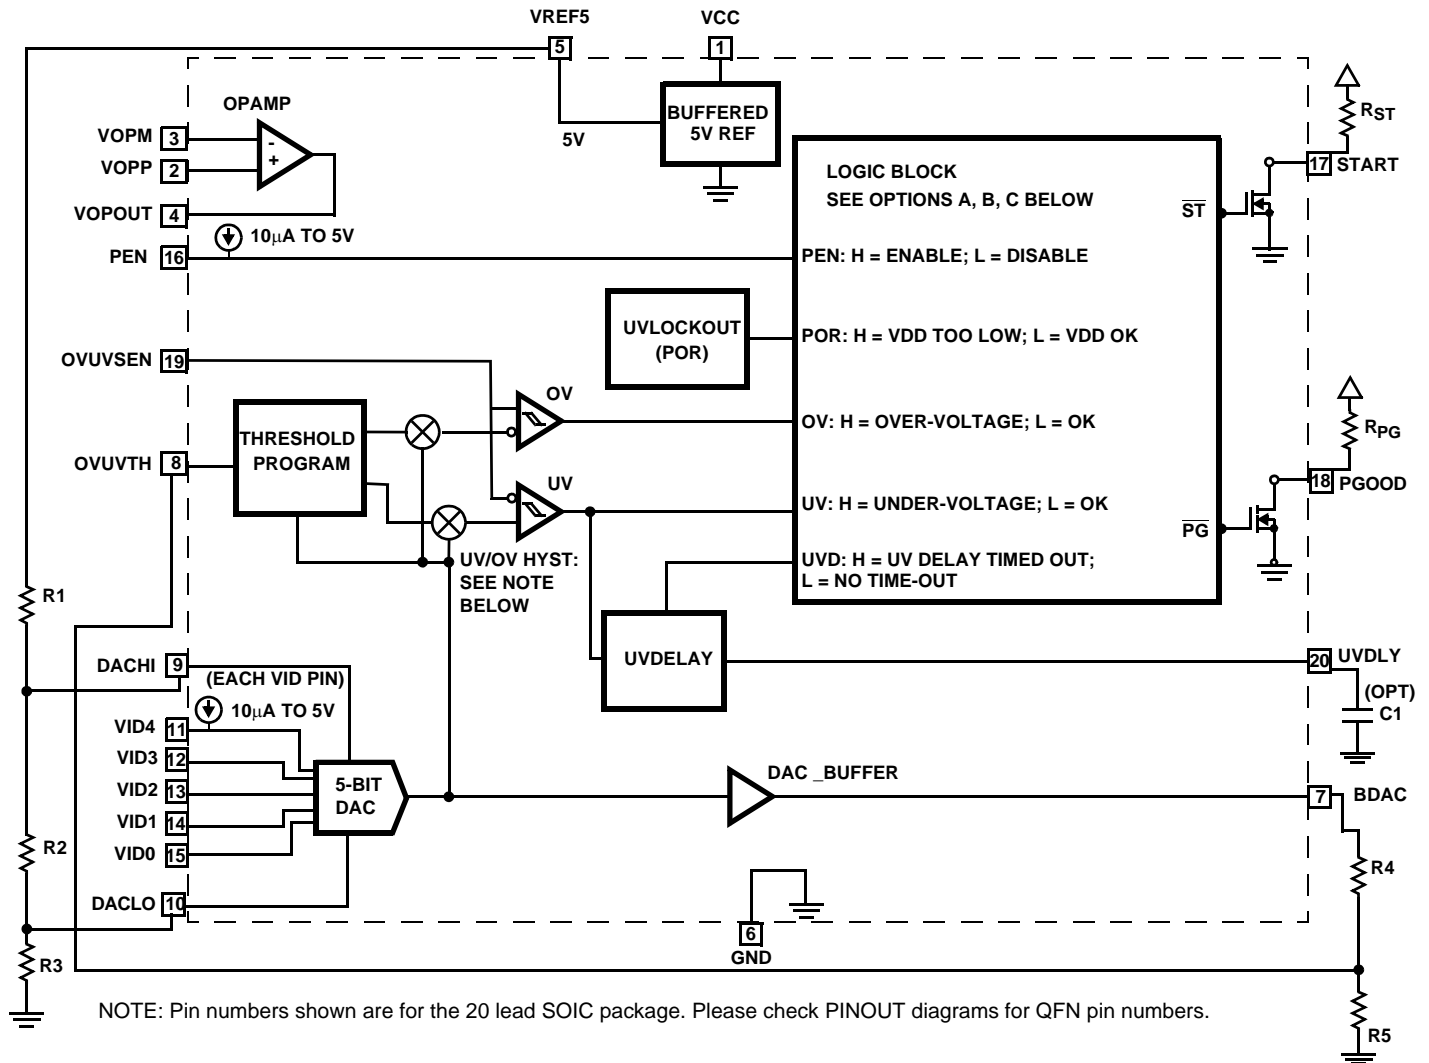 VREF5
VCC
5
1
OPAMP
BUFFERED
5V REF
5V
VOPM 3
-
+
VOPP 2
VOPOUT 4
10µA TO 5V
PEN 16
LOGIC BLOCK
SEE OPTIONS A, B, C BELOW
ST
RST
17 START
PEN: H = ENABLE; L = DISABLE
UVLOCKOUT
(POR)
POR: H = VDD TOO LOW; L = VDD OK
OVUVSEN 19
OV
OV: H = OVER-VOLTAGE; L = OK
THRESHOLD
PROGRAM
OVUVTH 8
UV
UV: H = UNDER-VOLTAGE; L = OK
RPG
18 PGOOD
PG
UV/OV HYST:
SEE NOTE
BELOW
UVD: H = UV DELAY TIMED OUT;
L = NO TIME-OUT
R1
UVDELAY
20 UVDLY
(OPT)
C1
DACHI 9
(EACH VID PIN)
10µA TO 5V
VID4 11
VID3 12
VID2 13
VID1 14
VID0 15
5-BIT
DAC
DAC _BUFFER
7 BDAC
R2
R4
DACLO 10
6
GND
R3
R5
NOTE: Pin numbers shown are for the 20 lead SOIC package. Please check PINOUT diagrams for QFN pin numbers.